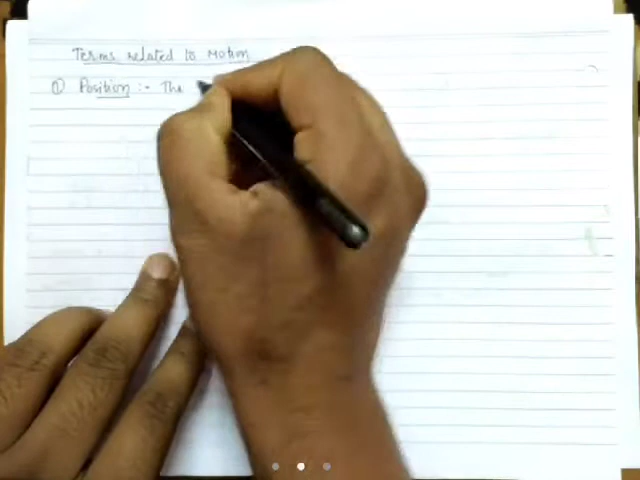 Terms related to Motion
① Position :- The